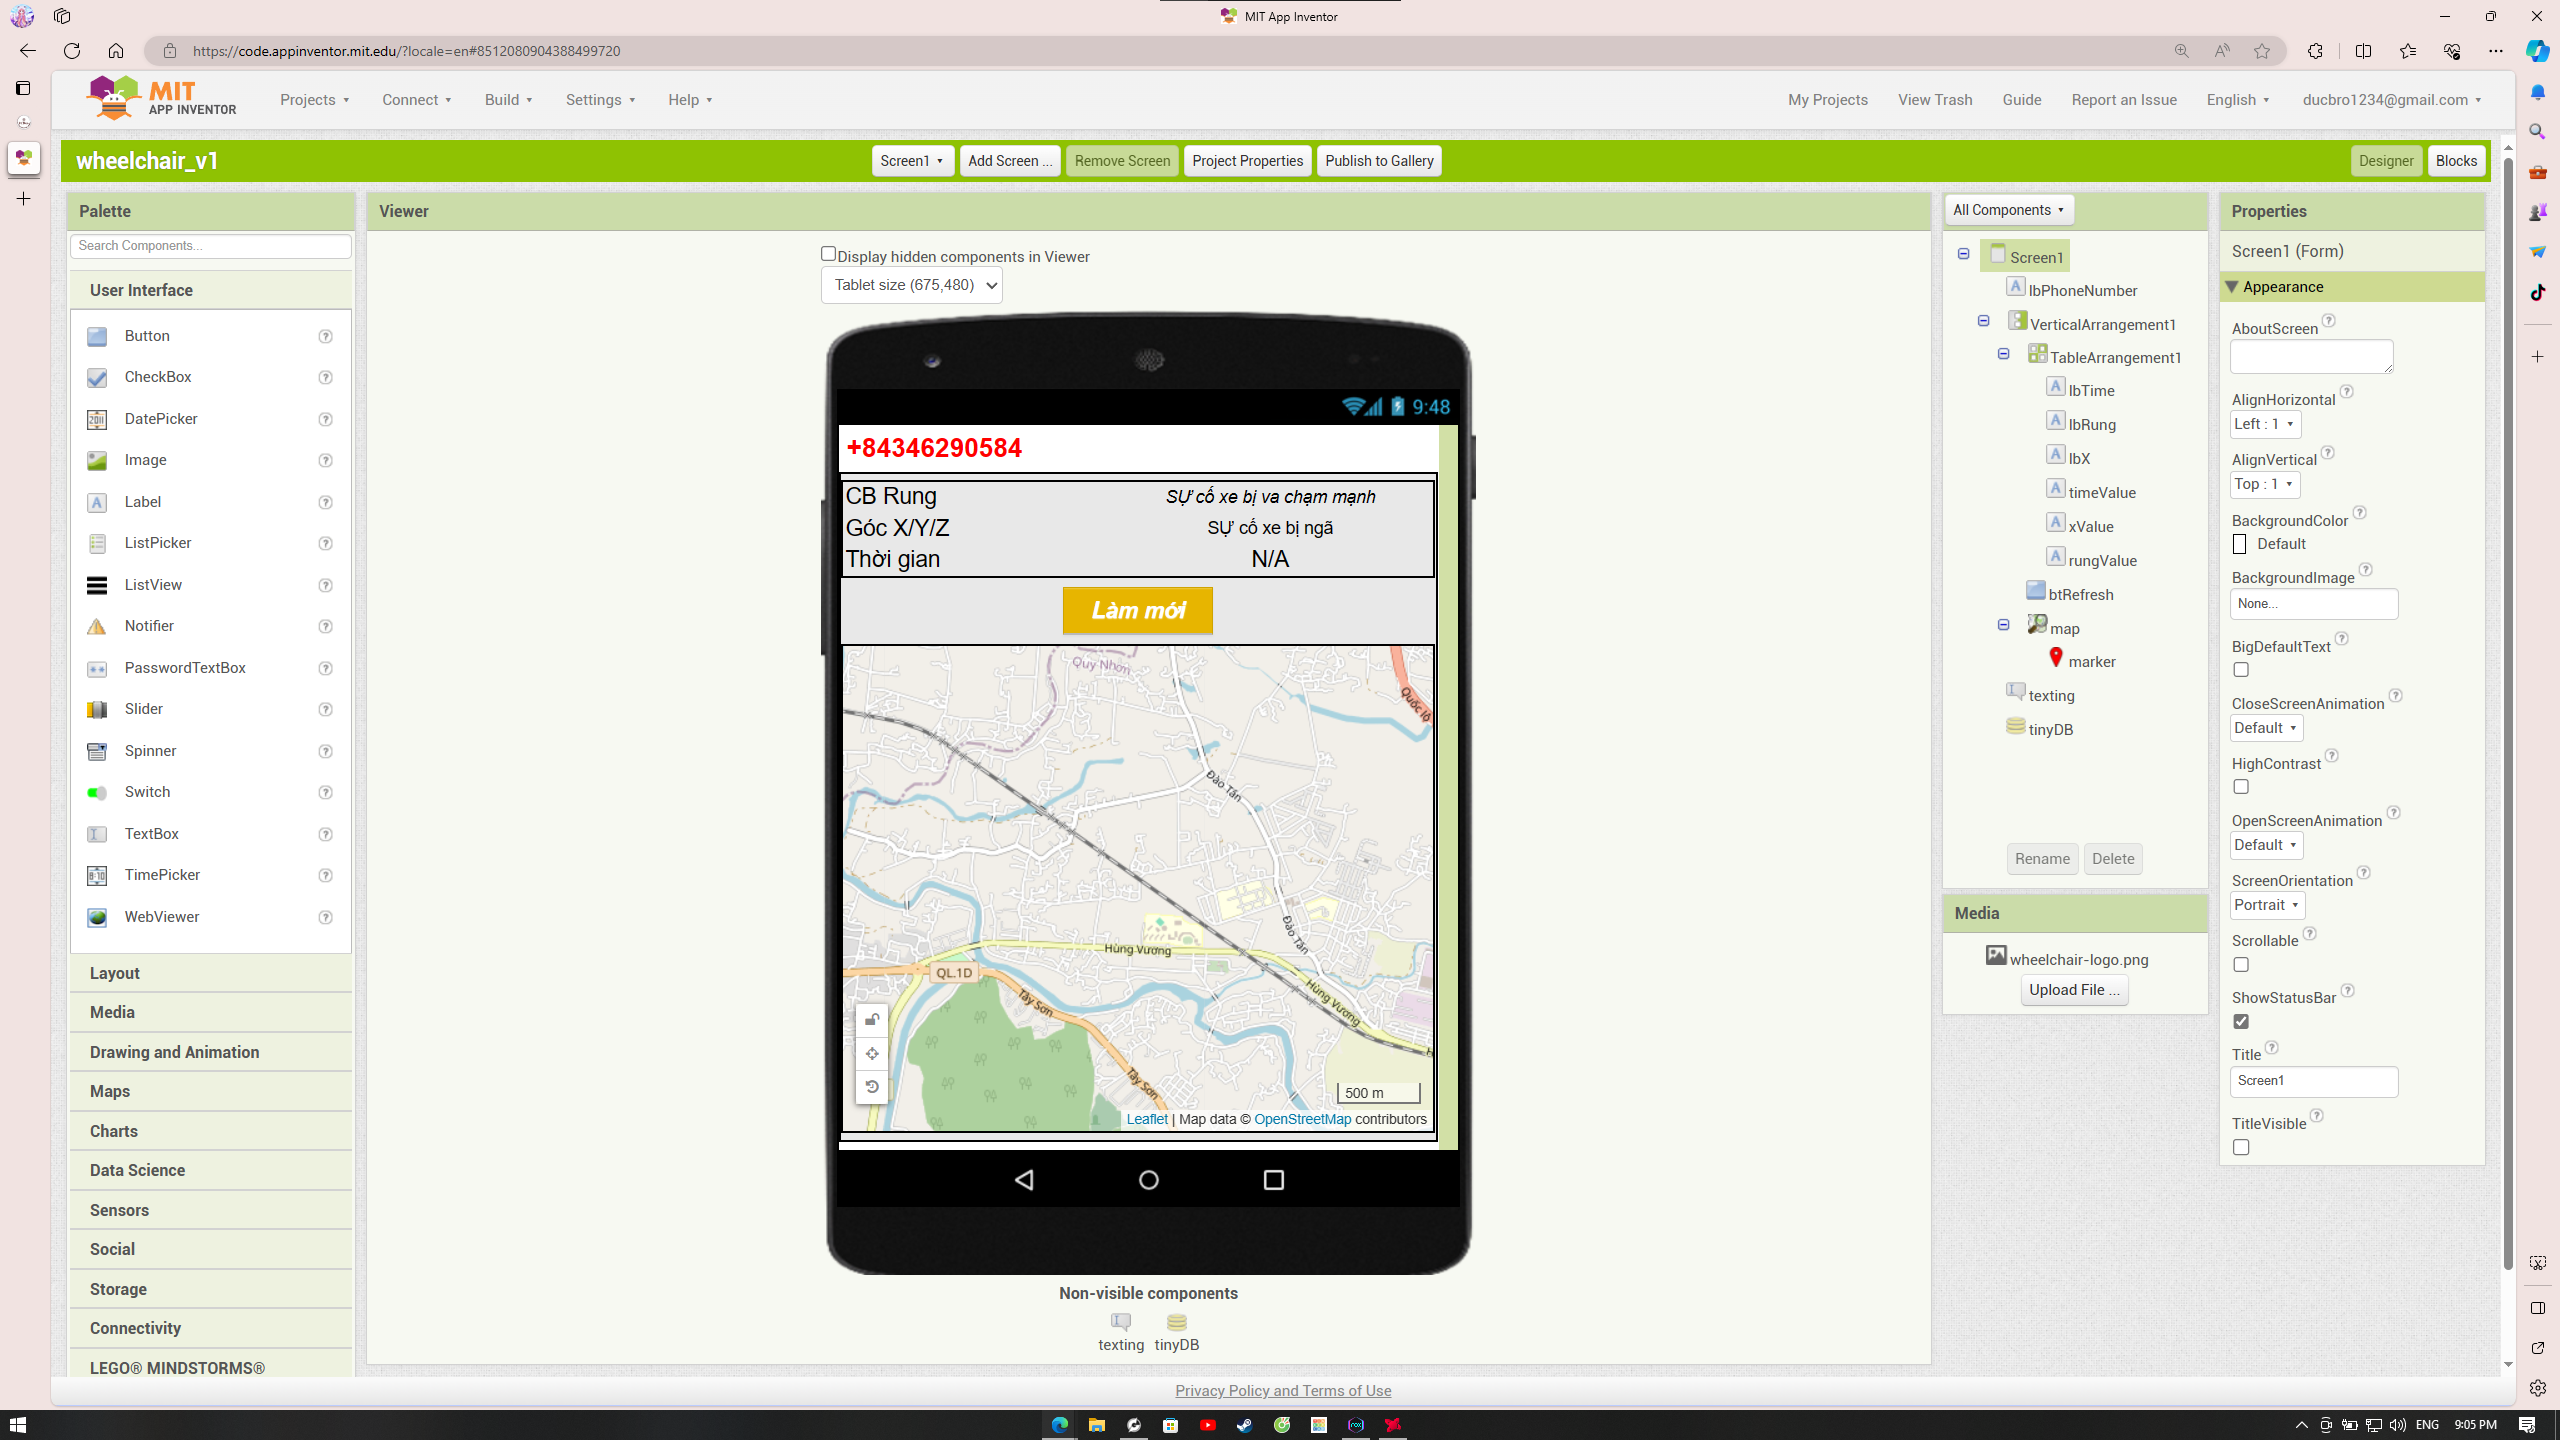 MIT App Inventor
https://code.appinventor.mit.edu/?locale=en#8512080904388499720
MIT
APP INVENTOR
Projects
Connect
Build
Settings
Help
My Projects
View Trash
Guide
Report an Issue
English
ducbro1234@gmail.com
wheelchair_v1
Screen1
Add Screen ...
Remove Screen
Project Properties
Publish to Gallery
Designer
Blocks
Palette
Search Components...
User Interface
Button
CheckBox
DatePicker
Image
Label
ListPicker
ListView
Notifier
PasswordTextBox
Slider
Spinner
Switch
TextBox
TimePicker
WebViewer
Layout
Media
Drawing and Animation
Maps
Charts
Data Science
Sensors
Social
Storage
Connectivity
LEGO® MINDSTORMS®
Viewer
Display hidden components in Viewer
Tablet size (675,480)
9:48
+84346290584
CB Rung
SỰ cố xe bị va chạm mạnh
Góc X/Y/Z
SỰ cố xe bị ngã
Thời gian
N/A
Làm mới
Quy Nhơn
Quốc lộ
Đào Tấn
Đào Tấn
Hùng Vương
QL.1D
Tây Sơn
Hùng Vương
Tây Sơn
500 m
Leaflet | Map data © OpenStreetMap contributors
Non-visible components
texting
tinyDB
All Components
Screen1
lbPhoneNumber
VerticalArrangement1
TableArrangement1
lbTime
lbRung
lbX
timeValue
xValue
rungValue
btRefresh
map
marker
texting
tinyDB
Rename
Delete
Media
wheelchair-logo.png
Upload File ...
Properties
Screen1 (Form)
Appearance
AboutScreen
AlignHorizontal
Left : 1
AlignVertical
Top : 1
BackgroundColor
Default
BackgroundImage
None...
BigDefaultText
CloseScreenAnimation
Default
HighContrast
OpenScreenAnimation
Default
ScreenOrientation
Portrait
Scrollable
ShowStatusBar
Title
Screen1
TitleVisible
Privacy Policy and Terms of Use
ENG
9:05 PM